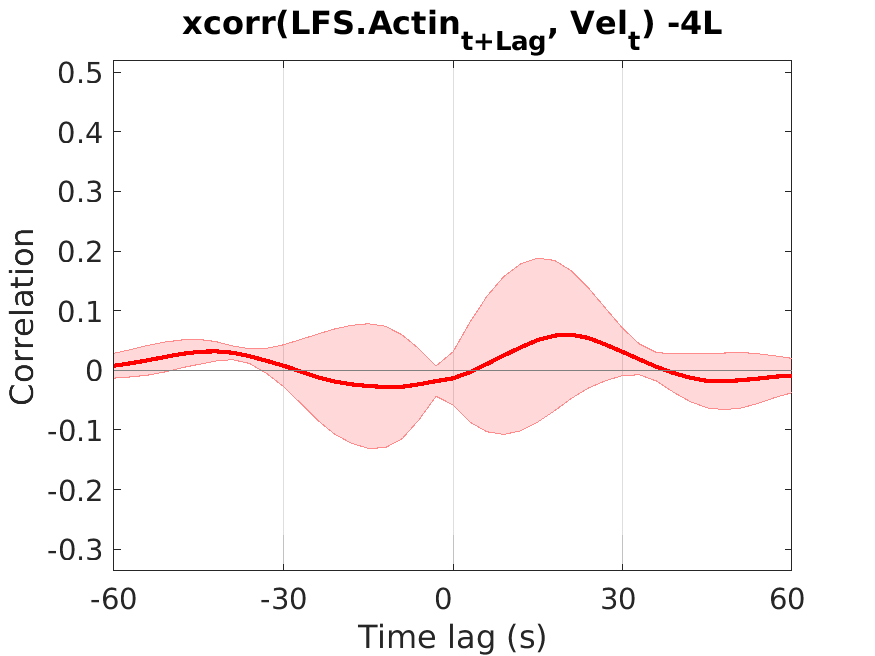 xcorr(LFS.Actin_{t+Lag}, Vel_t) -4L
0.5
0.4
0.3
0.2
0.1
0
-0.1
-0.2
-0.3
Correlation
-60 -30 0 30 60
Time lag (s)